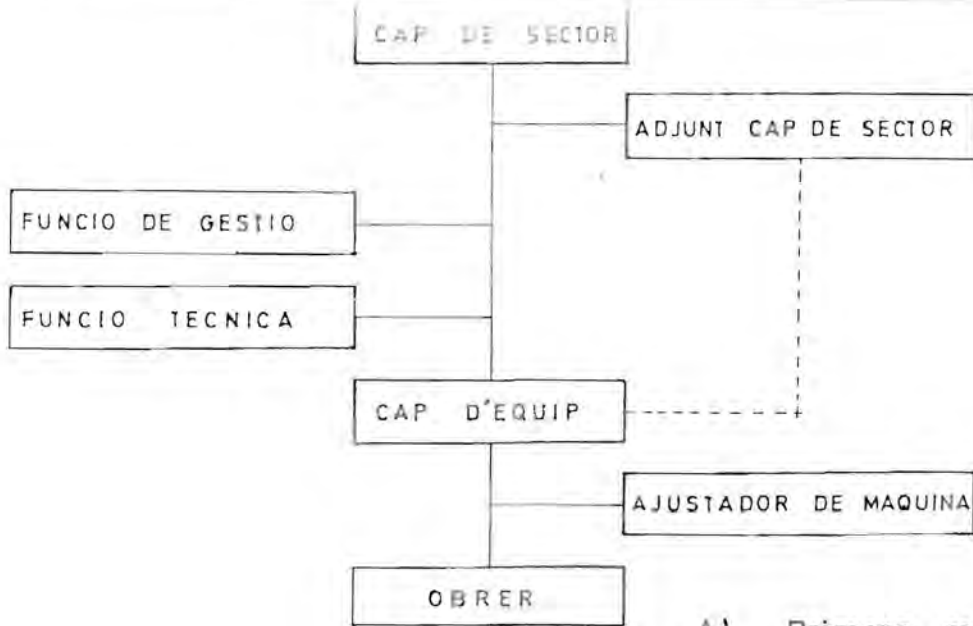 CAP DE SECTOR
ADJUNT CAP DE SECTOR
FUNCIO DE GESTIO
FUNCIO TECNICA
CAP D'EQUIP
AJUSTADOR DE MAQUINA
OBRER
A)